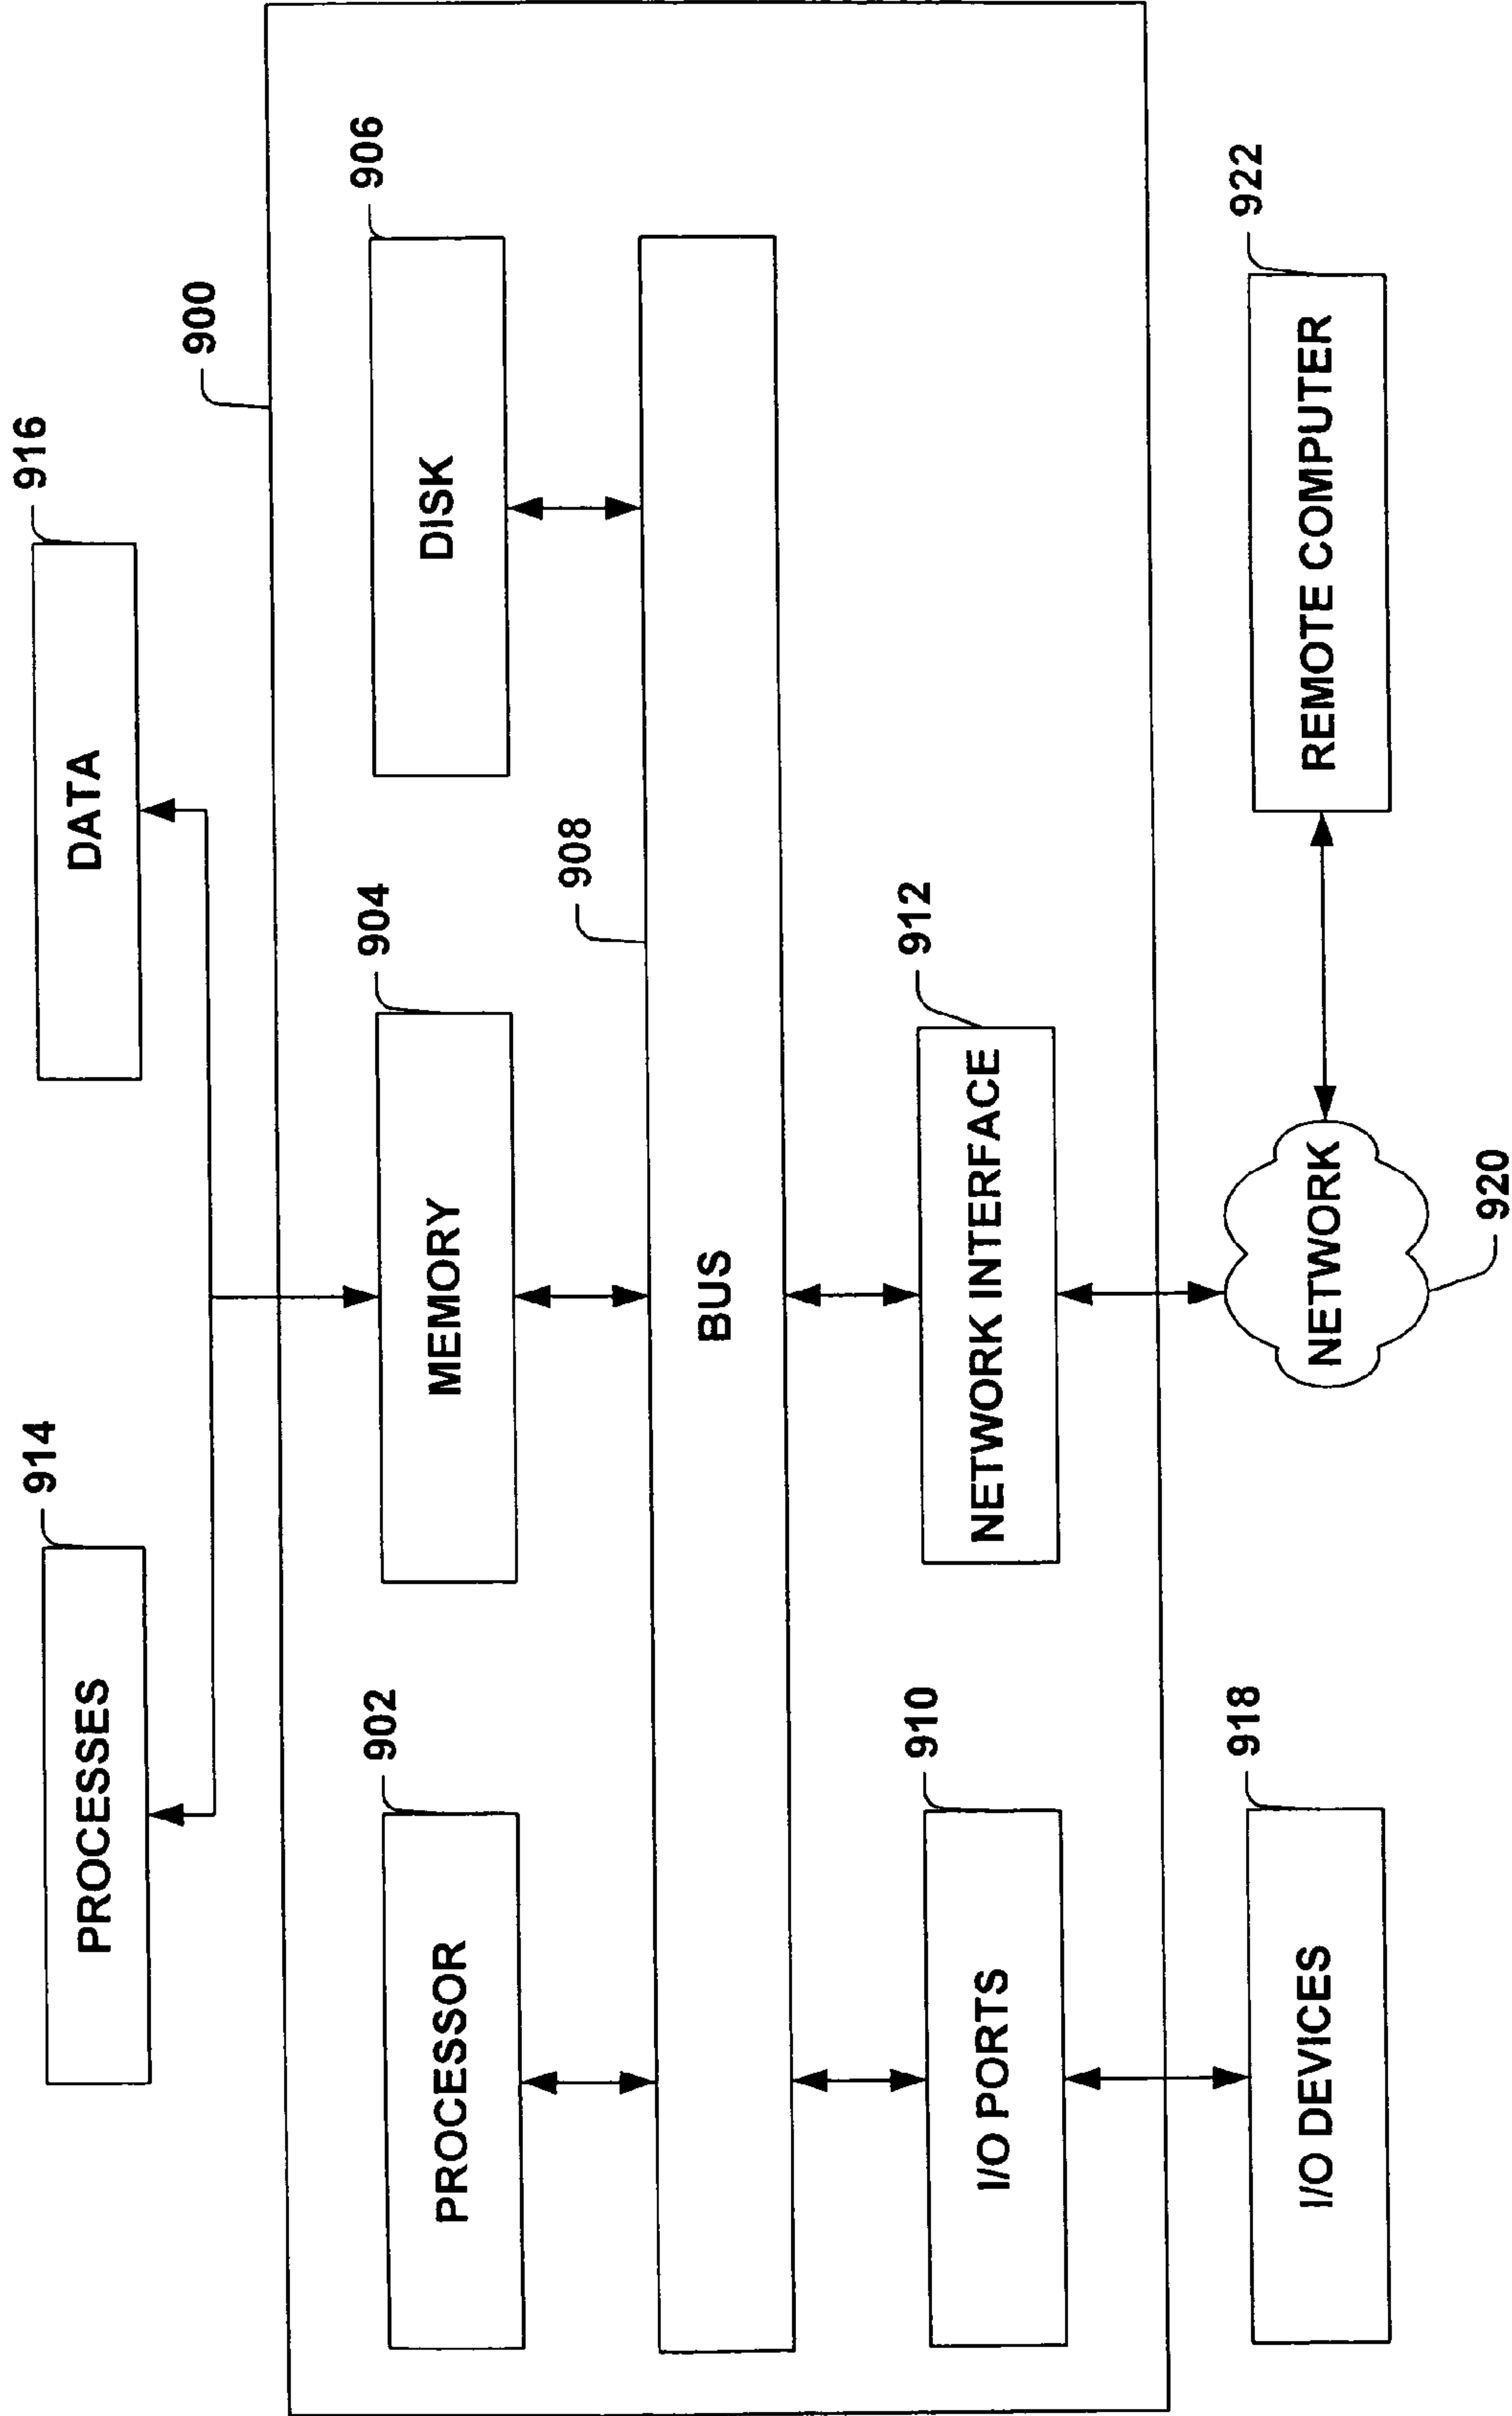 PROCESSES
914
DATA
916
900
PROCESSOR
902
MEMORY
904
DISK
906
908
BUS
I/O PORTS
910
NETWORK INTERFACE
912
I/O DEVICES
918
NETWORK
920
REMOTE COMPUTER
922